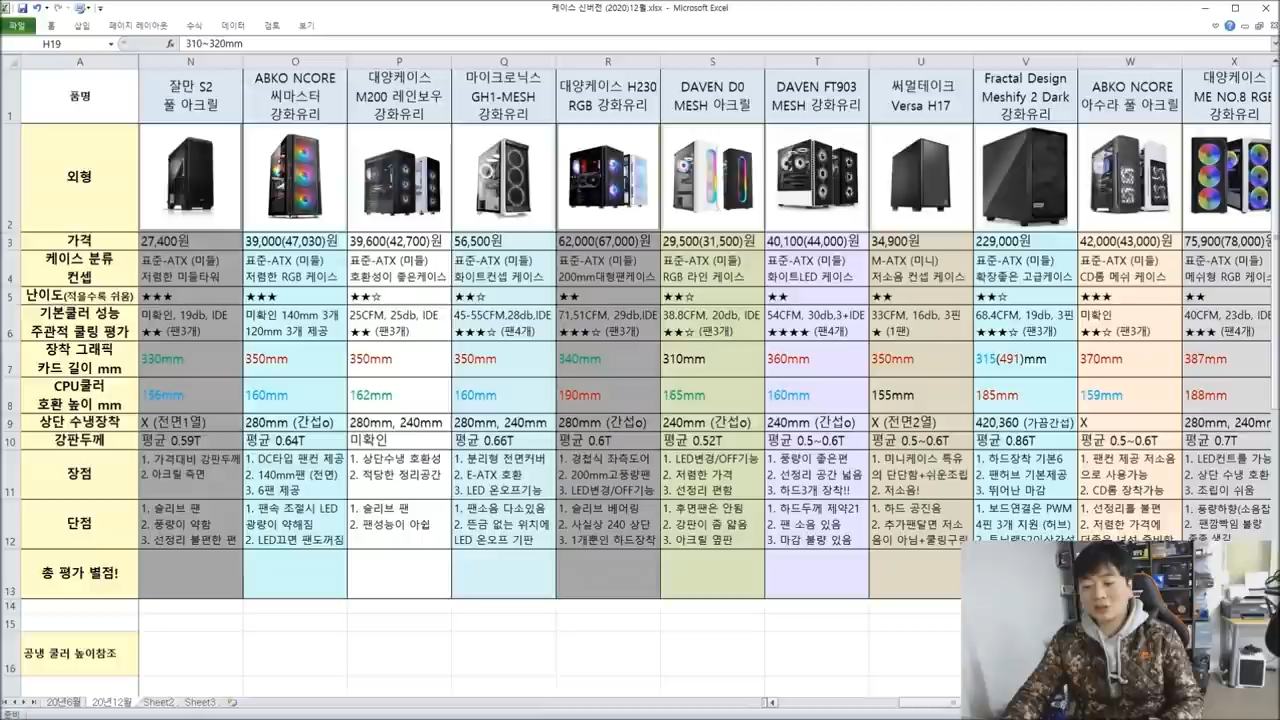 케이스 신버전 (2020)12월.xlsx - Microsoft Excel
파일 홈 삽입 페이지 레이아웃 수식 데이터 검토 보기
H19 fx 310~320mm
A N O P Q R S T U V W X
1 품명 잘만 S2 풀 아크릴 ABKO NCORE 씨마스터 강화유리 대양케이스 M200 레인보우 강화유리 마이크로닉스 GH1-MESH 강화유리 대양케이스 H230 RGB 강화유리 DAVEN D0 MESH 아크릴 DAVEN FT903 MESH 강화유리 써멀테이크 Versa H17 Fractal Design Meshify 2 Dark 강화유리 ABKO NCORE 아수라 풀 아크릴 대양케이스 ME NO.8 RGB 강화유리
2 외형
3 가격 27,400원 39,000(47,030)원 39,600(42,700)원 56,500원 62,000(67,000)원 29,500(31,500)원 40,100(44,000)원 34,900원 229,000원 42,000(43,000)원 75,900(78,000)
4 케이스 분류 컨셉 표준-ATX (미들) 저렴한 미들타워 표준-ATX (미들) 저렴한 RGB 케이스 표준-ATX (미들) 호환성이 좋은케이스 표준-ATX (미들) 화이트컨셉 케이스 표준-ATX (미들) 200mm대형팬케이스 표준-ATX (미들) RGB 라인 케이스 표준-ATX (미들) 화이트LED 케이스 M-ATX (미니) 저소음 컨셉 케이스 표준-ATX (미들) 확장좋은 고급케이스 표준-ATX (미들) CD롬 메쉬 케이스 표준-ATX (미들) 메쉬형 RGB 케이스
5 난이도(적을수록 쉬움) ★★★ ★★★ ★★☆ ★★☆ ★★ ★★☆ ★★ ★★ ★★☆ ★★★ ★★
6 기본쿨러 성능 주관적 쿨링 평가 미확인, 19db, IDE ★★ (팬3개) 미확인 140mm 3개 120mm 3개 제공 25CFM, 25db, IDE ★★ (팬3개) 45-55CFM,28db,IDE ★★★☆ (팬4개) 71,51CFM, 29db,IDE ★★★☆ (팬3개) 38.8CFM, 20db, IDE ★★☆ (팬3개) 54CFM, 30db,3+IDE ★★★★ (팬4개) 33CFM, 16db, 3핀 ★ (1팬) 68.4CFM, 19db, 3핀 ★★★☆ (팬3개) 미확인 ★★ (팬3개) 40CFM, 23db, ★★★ (팬4개)
7 장착 그래픽 카드 길이 mm 330mm 350mm 350mm 350mm 340mm 310mm 360mm 350mm 315(491)mm 370mm 387mm
8 CPU쿨러 호환 높이 mm 156mm 160mm 162mm 160mm 190mm 165mm 160mm 155mm 185mm 159mm 188mm
9 상단 수냉장착 X (전면1열) 280mm (간섭o) 280mm, 240mm 280mm, 240mm 280mm (간섭o) 240mm (간섭o) 240mm (간섭o) X (전면2열) 420,360 (가끔간섭) X 280mm, 240mm
10 강판두께 평균 0.59T 평균 0.64T 미확인 평균 0.66T 평균 0.6T 평균 0.52T 평균 0.5~0.6T 평균 0.5~0.6T 평균 0.86T 평균 0.5~0.6T 평균 0.7T
11 장점 1. 가격대비 강판두께 2. 아크릴 측면 1. DC타입 팬컨 제공 2. 140mm팬 (전면) 3. 6팬 제공 1. 상단수냉 호환성 2. 적당한 정리공간 1. 분리형 전면커버 2. E-ATX 호환 3. LED 온오프기능 1. 경첩식 좌측도어 2. 200mm고풍량팬 3. LED변경/OFF기능 1. LED변경/OFF기능 2. 저렴한 가격 3. 선정리 편함 1. 풍량이 좋은편 2. 선정리 공간 넓음 3. 하드3개 장착!! 1. 미니케이스 특유의 단단함+수윈조립 2. 저소음! 1. 하드장착 기본6 2. 팬허브 기본제공 3. 뛰어난 마감 1. 팬컨 제공 저소음으로 사용가능 2. CD롬 장착가능 1. LED컨트롤 가능 2. 상단 수냉 호환 3. 조립이 쉬움
12 단점 1. 슬리브 팬 2. 풍량이 약함 3. 선정리 불편한 편 1. 팬속 조절시 LED광량이 약해짐 2. LED끄면 팬도꺼짐 1. 슬리브 팬 2. 팬성능이 아쉽 1. 팬소음 다소있음 2. 뜬금 없는 위치에 LED 온오프 기판 1. 슬리브 베어링 2. 사실상 240 상단 3. 1개뿐인 하드장착 1. 후면팬은 안됨 2. 강판이 좀 얇음 3. 아크릴 옆판 1. 하드두께 제약21 2. 팬 소음 있음 3. 마감 불량 있음 1. 하드 공진음 2. 추가팬달면 저소음이 아님+쿨링구림 1. 보드연결은 PWM 4핀 3개 지원 (허브) 1. 선정리홀 불편 2. 저렴한 가격에 1. 풍량하향(소음잡 2. 팬깜빡임 불량
13 총 평가 별점!
14
15
16 공냉 쿨러 높이참조
20년6월 20년12월 Sheet2 Sheet3
준비